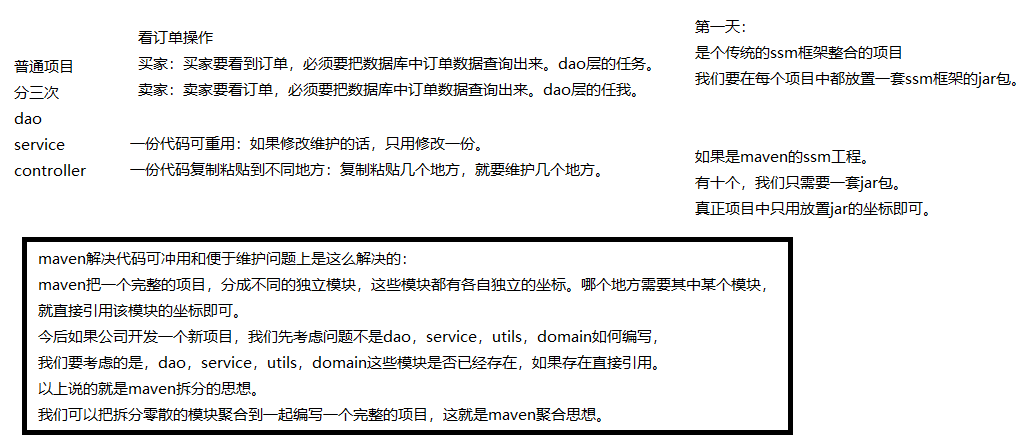 普通项目
分三次
dao
service
controller
看订单操作
买家：买家要看到订单，必须要把数据库中订单数据查询出来。dao层的任务。
卖家：卖家要看订单，必须要把数据库中订单数据查询出来。dao层的任我。
一份代码可重用：如果修改维护的话，只用修改一份。
一份代码复制粘贴到不同地方：复制粘贴几个地方，就要维护几个地方。
第一天：
是个传统的ssm框架整合的项目
我们要在每个项目中都放置一套ssm框架的jar包。
如果是maven的ssm工程。
有十个，我们只需要一套jar包。
真正项目中只用放置jar的坐标即可。
maven解决代码可冲用和便于维护问题上是这么解决的：
maven把一个完整的项目，分成不同的独立模块，这些模块都有各自独立的坐标。哪个地方需要其中某个模块，
就直接引用该模块的坐标即可。
今后如果公司开发一个新项目，我们先考虑问题不是dao，service，utils，domain如何编写，
我们要考虑的是，dao，service，utils，domain这些模块是否已经存在，如果存在直接引用。
以上说的就是maven拆分的思想。
我们可以把拆分零散的模块聚合到一起编写一个完整的项目，这就是maven聚合思想。